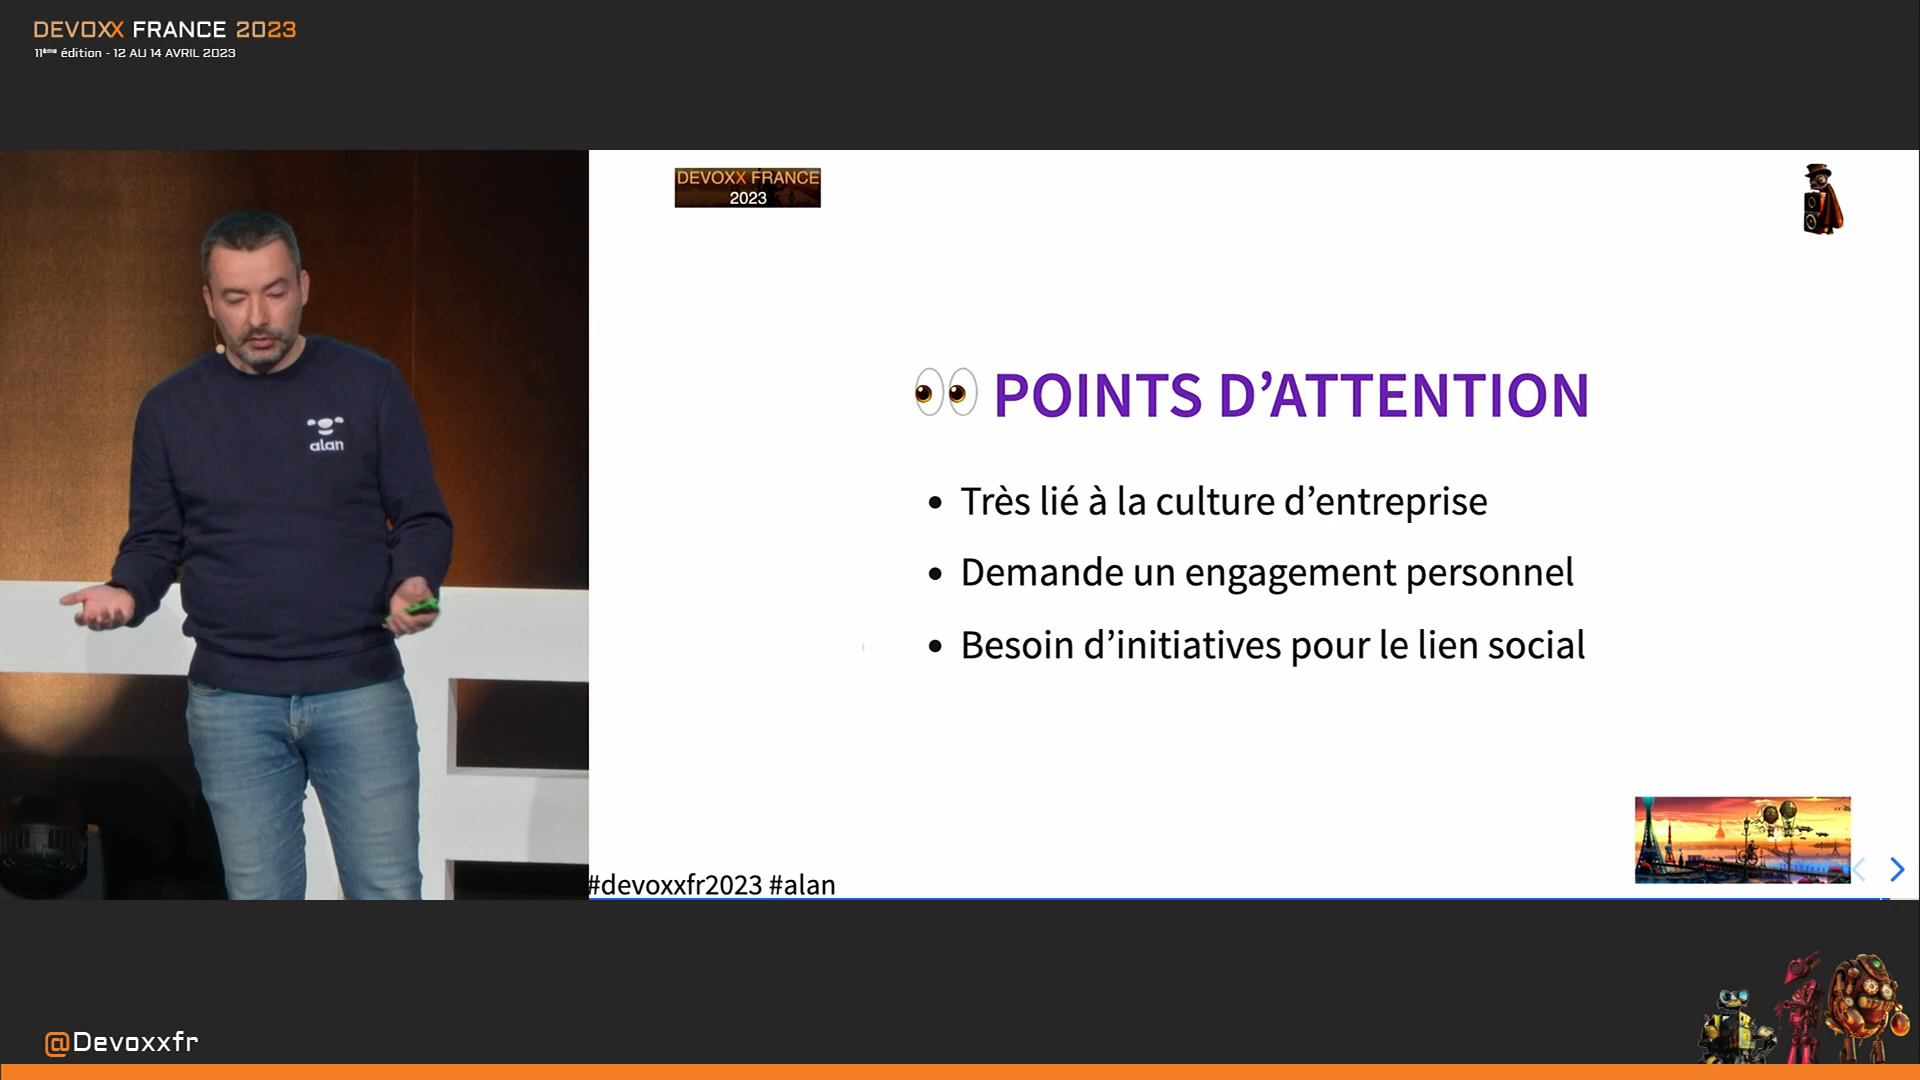 DEVOXX FRANCE 2023
11ème édition - 12 AU 14 AVRIL 2023
alan
DEVOXX FRANCE
2023
👀 POINTS D’ATTENTION
• Très lié à la culture d’entreprise
• Demande un engagement personnel
• Besoin d’initiatives pour le lien social
#devoxxfr2023 #alan
@Devoxxfr